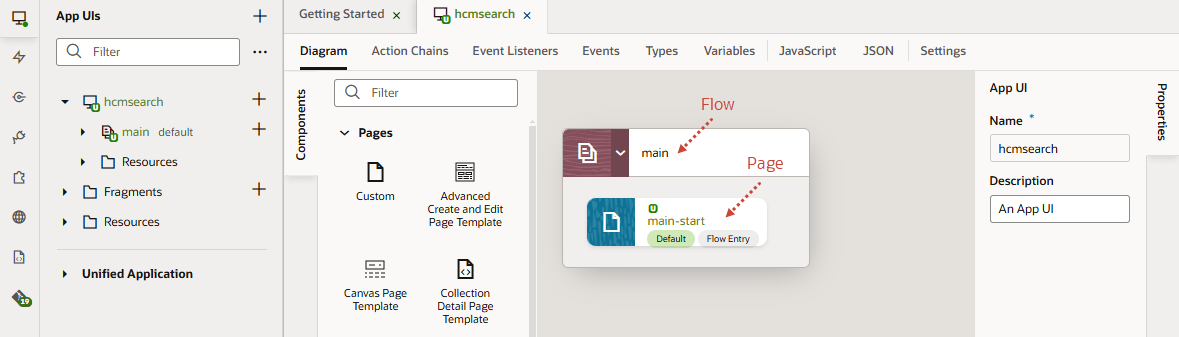 App UIs
Filter
hcmsearch
main default
Resources
Fragments
Resources
Unified Application
19
Getting Started
hcmsearch
Diagram Action Chains Event Listeners Events Types Variables JavaScript JSON Settings
Components
Filter
Pages
Custom
Advanced
Create and Edit
Page Template
Canvas Page
Template
Collection
Detail Page
Template
Flow
main
Page
U
main-start
Default Flow Entry
App UI
Name *
hcmsearch
Description
An App UI
Properties